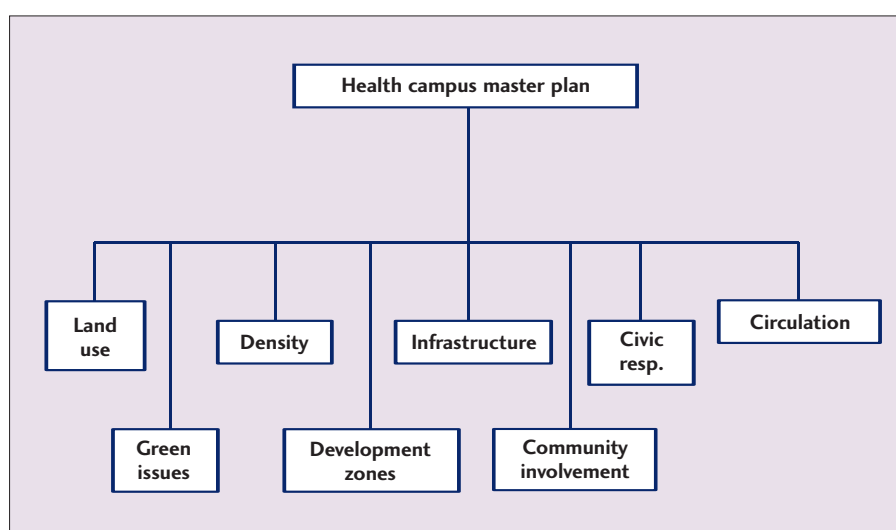 Health campus master plan
Land
use
Density
Infrastructure
Civic
resp.
Circulation
Green
issues
Development
zones
Community
involvement